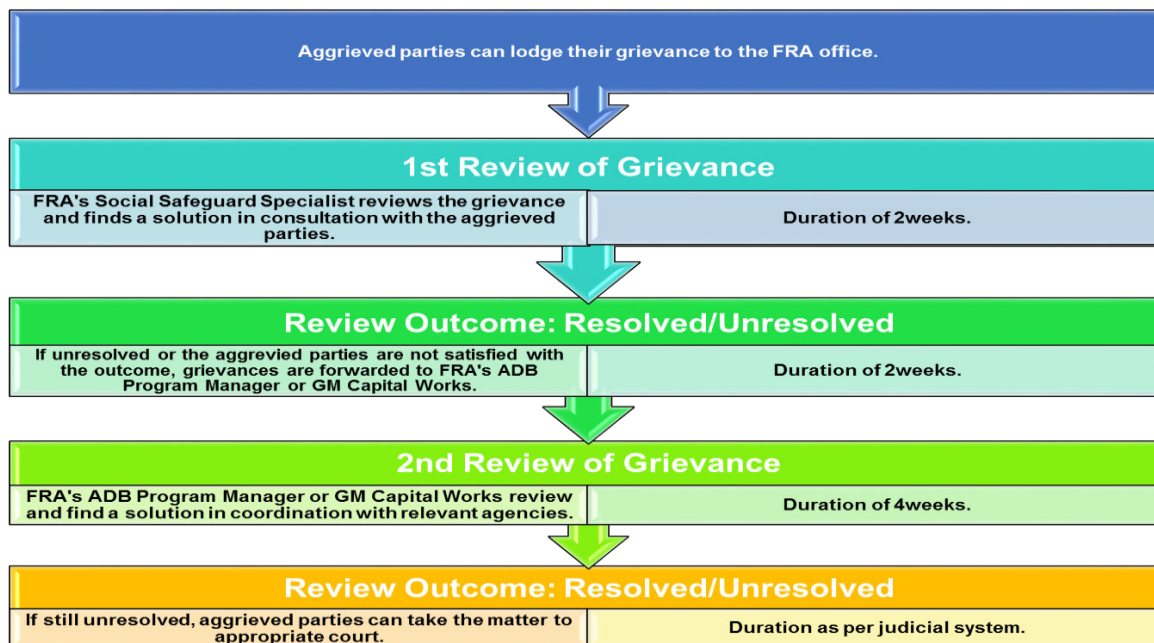 Aggrieved parties can lodge their grievance to the FRA office.
1st Review of Grievance
FRA's Social Safeguard Specialist reviews the grievance
and finds a solution in consultation with the aggrieved
parties.
Duration of 2weeks.
Review Outcome: Resolved/Unresolved
If unresolved or the aggrevied parties are not satisfied with
the outcome, grievances are forwarded to FRA's ADB
Program Manager or GM Capital Works.
Duration of 2weeks.
2nd Review of Grievance
FRA's ADB Program Manager or GM Capital Works review
and find a solution in coordination with relevant agencies.
Duration of 4weeks.
Review Outcome: Resolved/Unresolved
If still unresolved, aggrieved parties can take the matter to
appropriate court.
Duration as per judicial system.